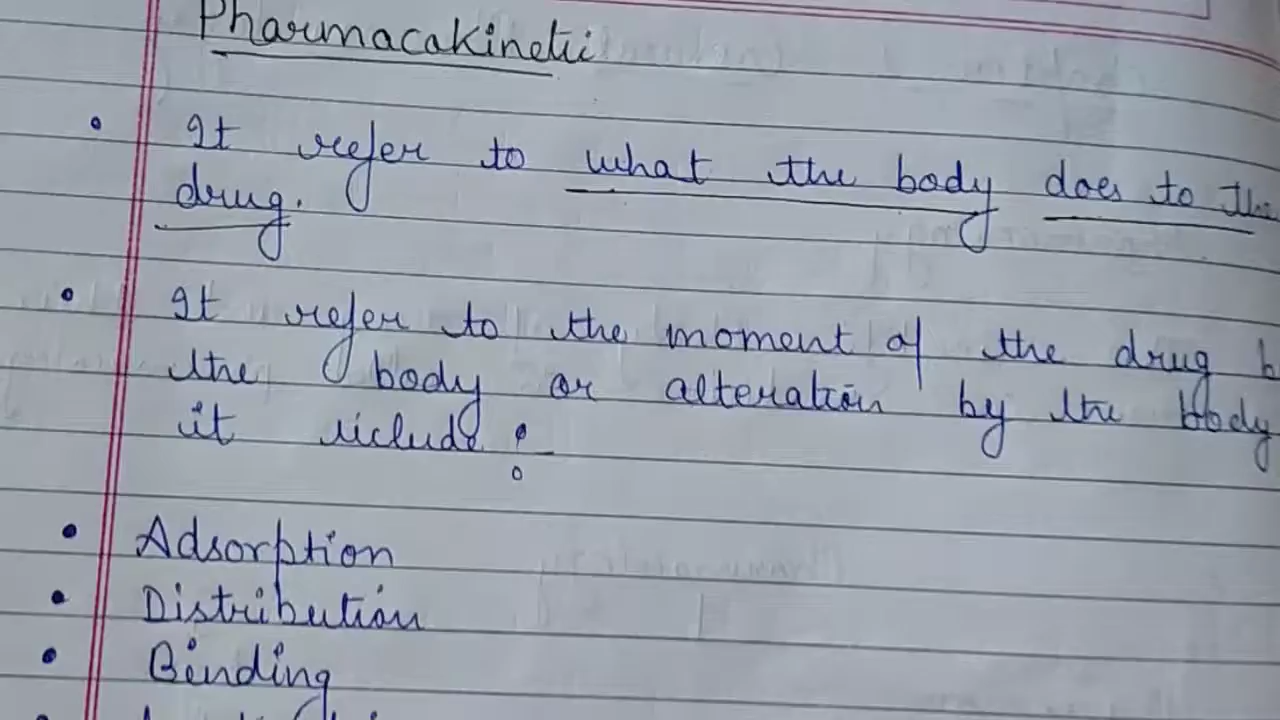 Pharmacakinetic
• It refer to what the body does to the
drug.
• It refer to the moment of the drug b
the body or alteration by the body
it include :
• Adsorption
• Distribution
• Binding